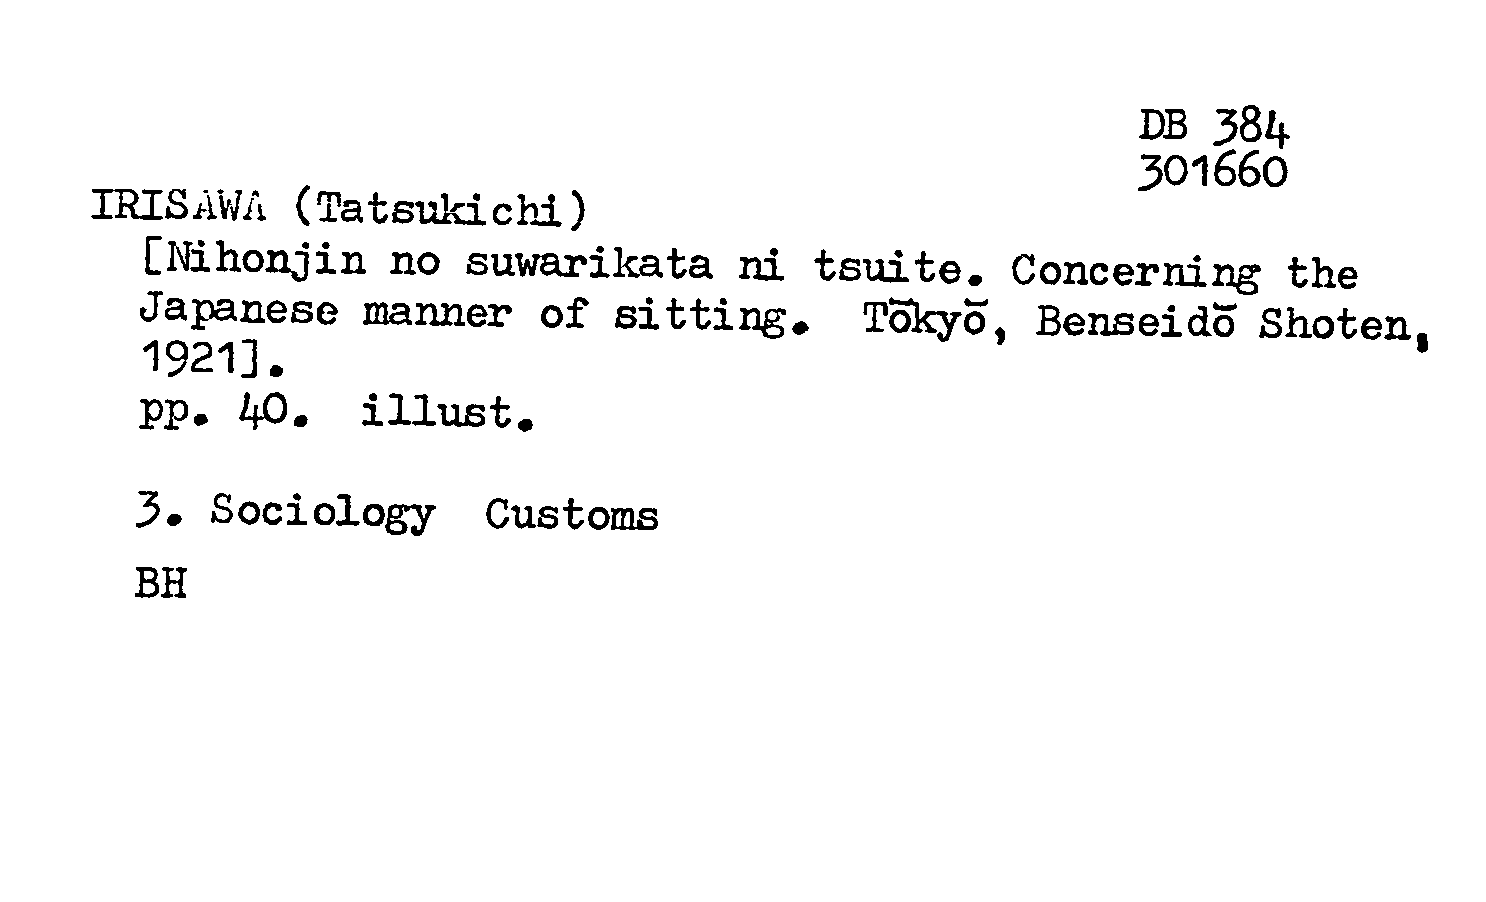 DB 384
301660
IRISAWA (Tatsukichi)
[Nihonjin no suwarikata ni tsuite. Concerning the
Japanese manner of sitting. Tōkyō, Benseidō Shoten,
1921].
pp. 40. illust.
3. Sociology Customs
BH